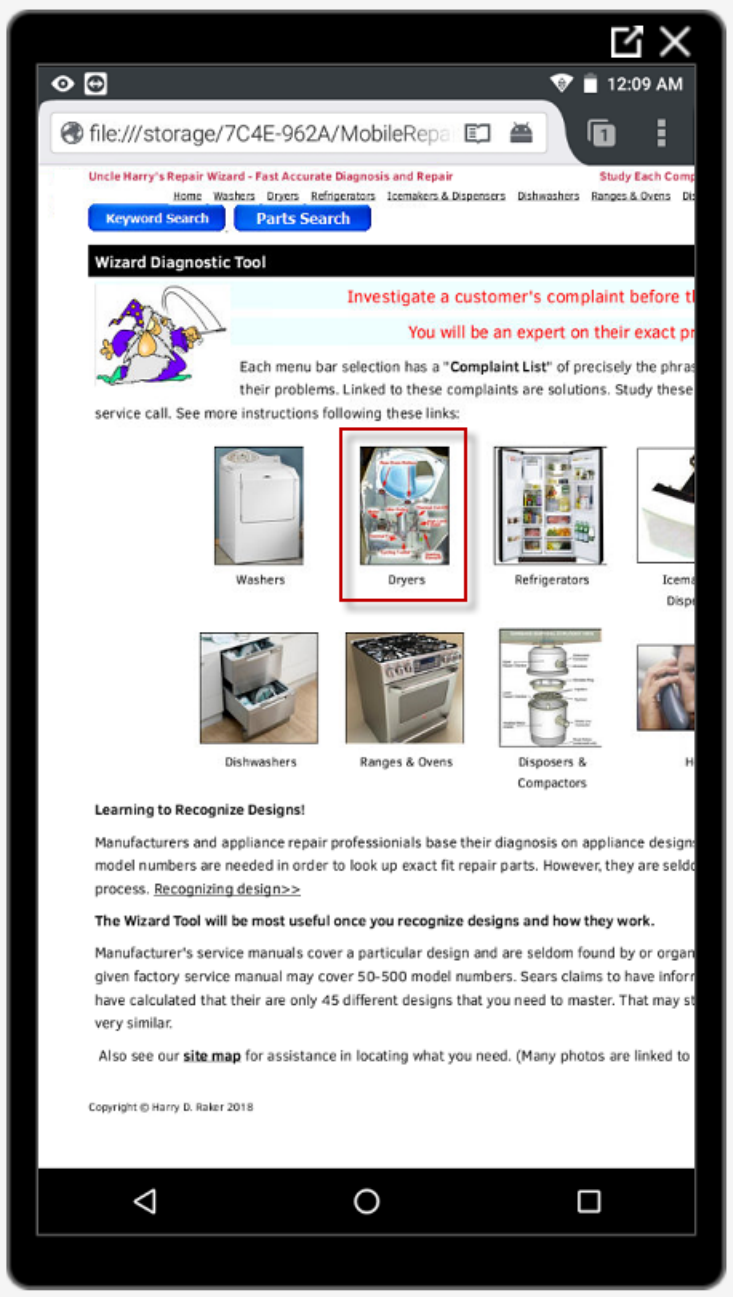 12:09 AM
file:///storage/7C4E-962A/MobileRepa
1
Uncle Harry's Repair Wizard - Fast Accurate Diagnosis and Repair Study Each Comp
Home Washers Dryers Refrigerators Icemakers & Dispensers Dishwashers Ranges & Ovens Dis
Keyword Search Parts Search
Wizard Diagnostic Tool
Investigate a customer's complaint before t
You will be an expert on their exact pr
Each menu bar selection has a "Complaint List" of precisely the phras
their problems. Linked to these complaints are solutions. Study these
service call. See more instructions following these links:
Washers Dryers Refrigerators Icema
Dispe
Dishwashers Ranges & Ovens Disposers & H
Compactors
Learning to Recognize Designs!
Manufacturers and appliance repair professionals base their diagnosis on appliance design
model numbers are needed in order to look up exact fit repair parts. However, they are seldo
process. Recognizing design>>
The Wizard Tool will be most useful once you recognize designs and how they work.
Manufacturer's service manuals cover a particular design and are seldom found by or organ
given factory service manual may cover 50-500 model numbers. Sears claims to have inforr
have calculated that their are only 45 different designs that you need to master. That may st
very similar.
Also see our site map for assistance in locating what you need. (Many photos are linked to
Copyright © Harry D. Raker 2018